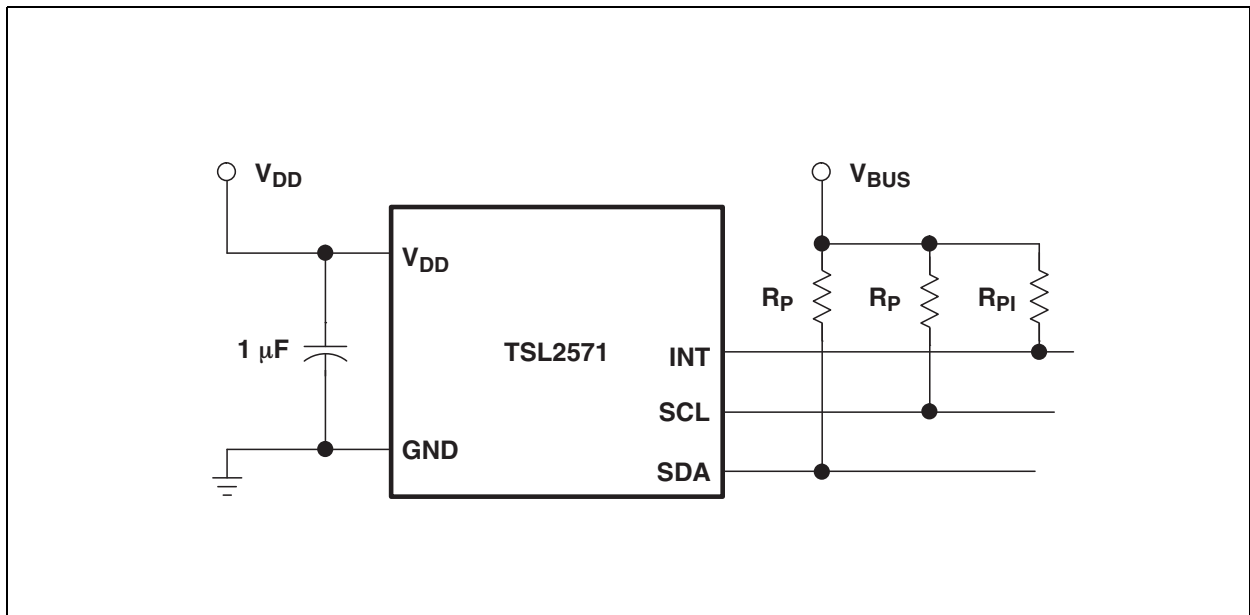 VDD
VBUS
VDD
RP
RP
RPI
1 μF
TSL2571
INT
SCL
GND
SDA